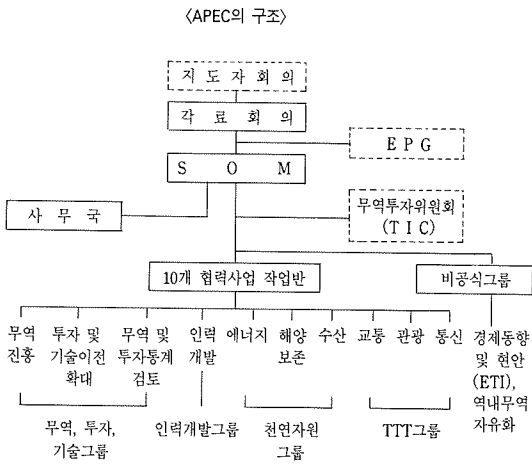 〈APEC의 구조〉
지도자회의
각료회의
EPG
SOM
사무국
무역투자위원회
(TIC)
10개 협력사업 작업반
비공식그룹
무역
진흥
투자 및
기술이전
확대
무역 및
투자통계
검토
인력
개발
에너지
해양
보존
수산
교통
관광
통신
경제동향
및 현안
(ETI),
역내무역
자유화
무역, 투자,
기술그룹
인력개발그룹
천연자원
그룹
TTT그룹